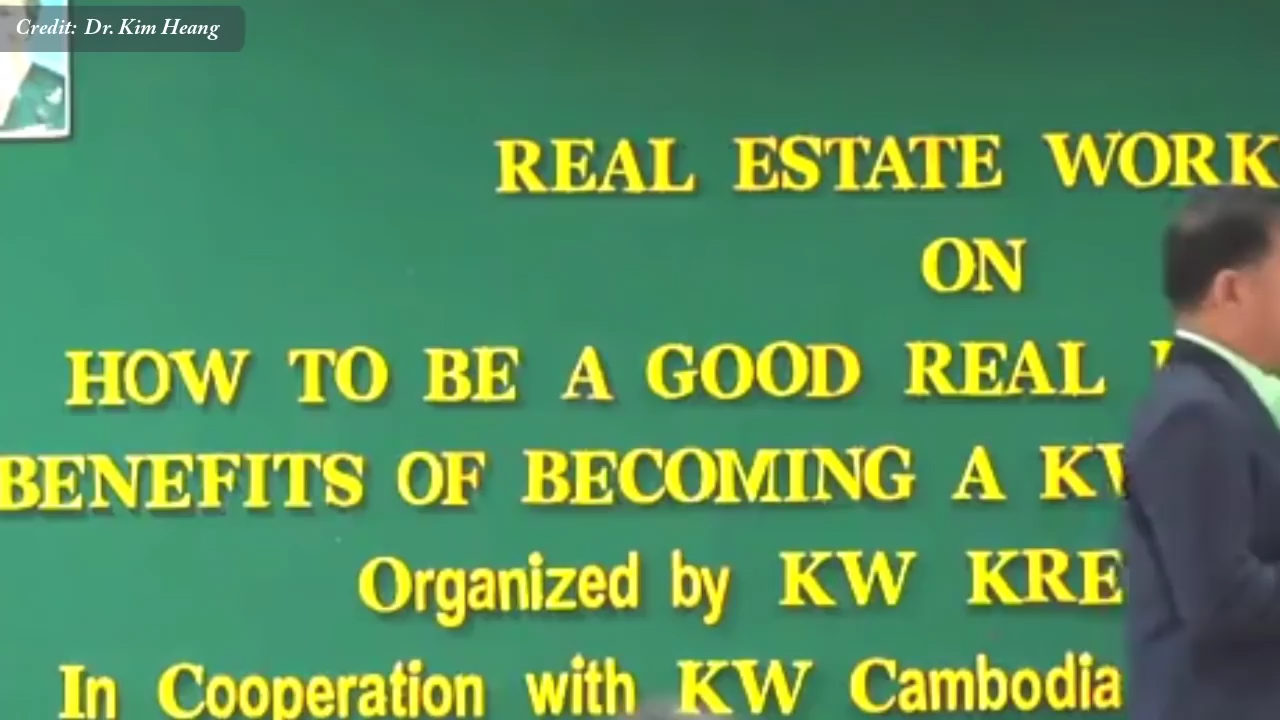 Credit: Dr. Kim Heang
REAL ESTATE WORK
ON
HOW TO BE A GOOD REAL
BENEFITS OF BECOMING A KW
Organized by KW KRE
In Cooperation with KW Cambodia